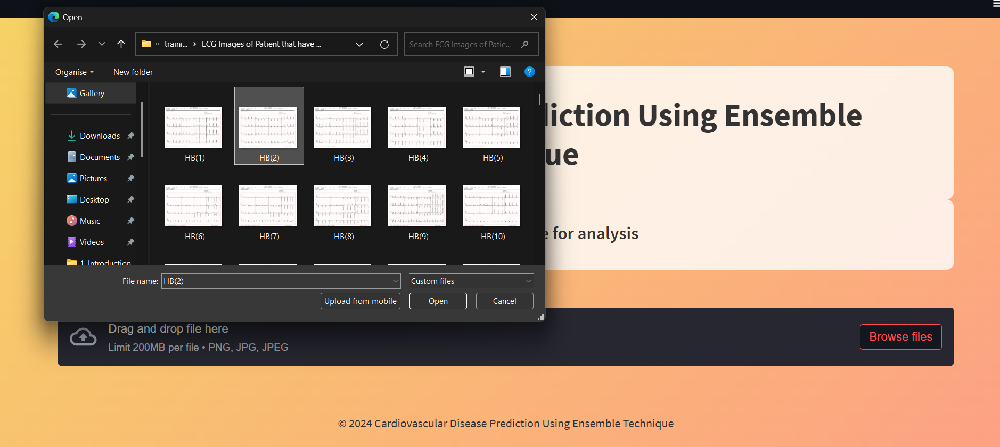 Open
traini... › ECG Images of Patient that have ...
Search ECG Images of Patie...
Organise
New folder
Gallery
Downloads
Documents
Pictures
Desktop
Music
Videos
1. Introduction
HB(1)
HB(2)
HB(3)
HB(4)
HB(5)
HB(6)
HB(7)
HB(8)
HB(9)
HB(10)
File name: HB(2)
Custom files
Upload from mobile
Open
Cancel
diction Using Ensemble
ue
e for analysis
Drag and drop file here
Limit 200MB per file • PNG, JPG, JPEG
Browse files
© 2024 Cardiovascular Disease Prediction Using Ensemble Technique